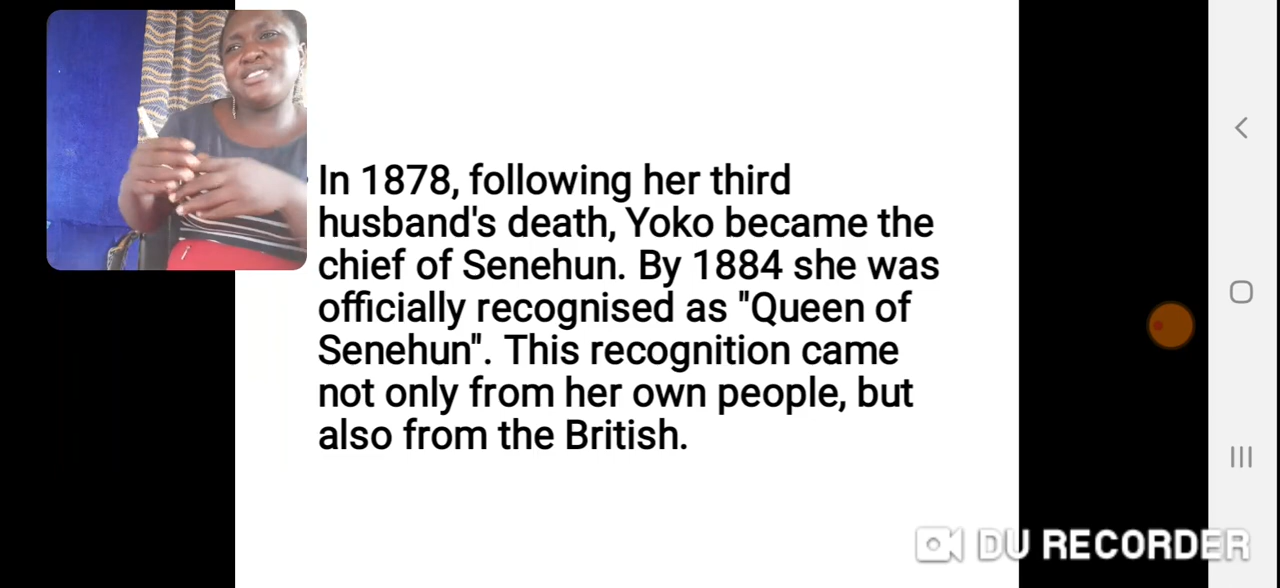 In 1878, following her third
husband's death, Yoko became the
chief of Senehun. By 1884 she was
officially recognised as "Queen of
Senehun". This recognition came
not only from her own people, but
also from the British.
DU RECORDER